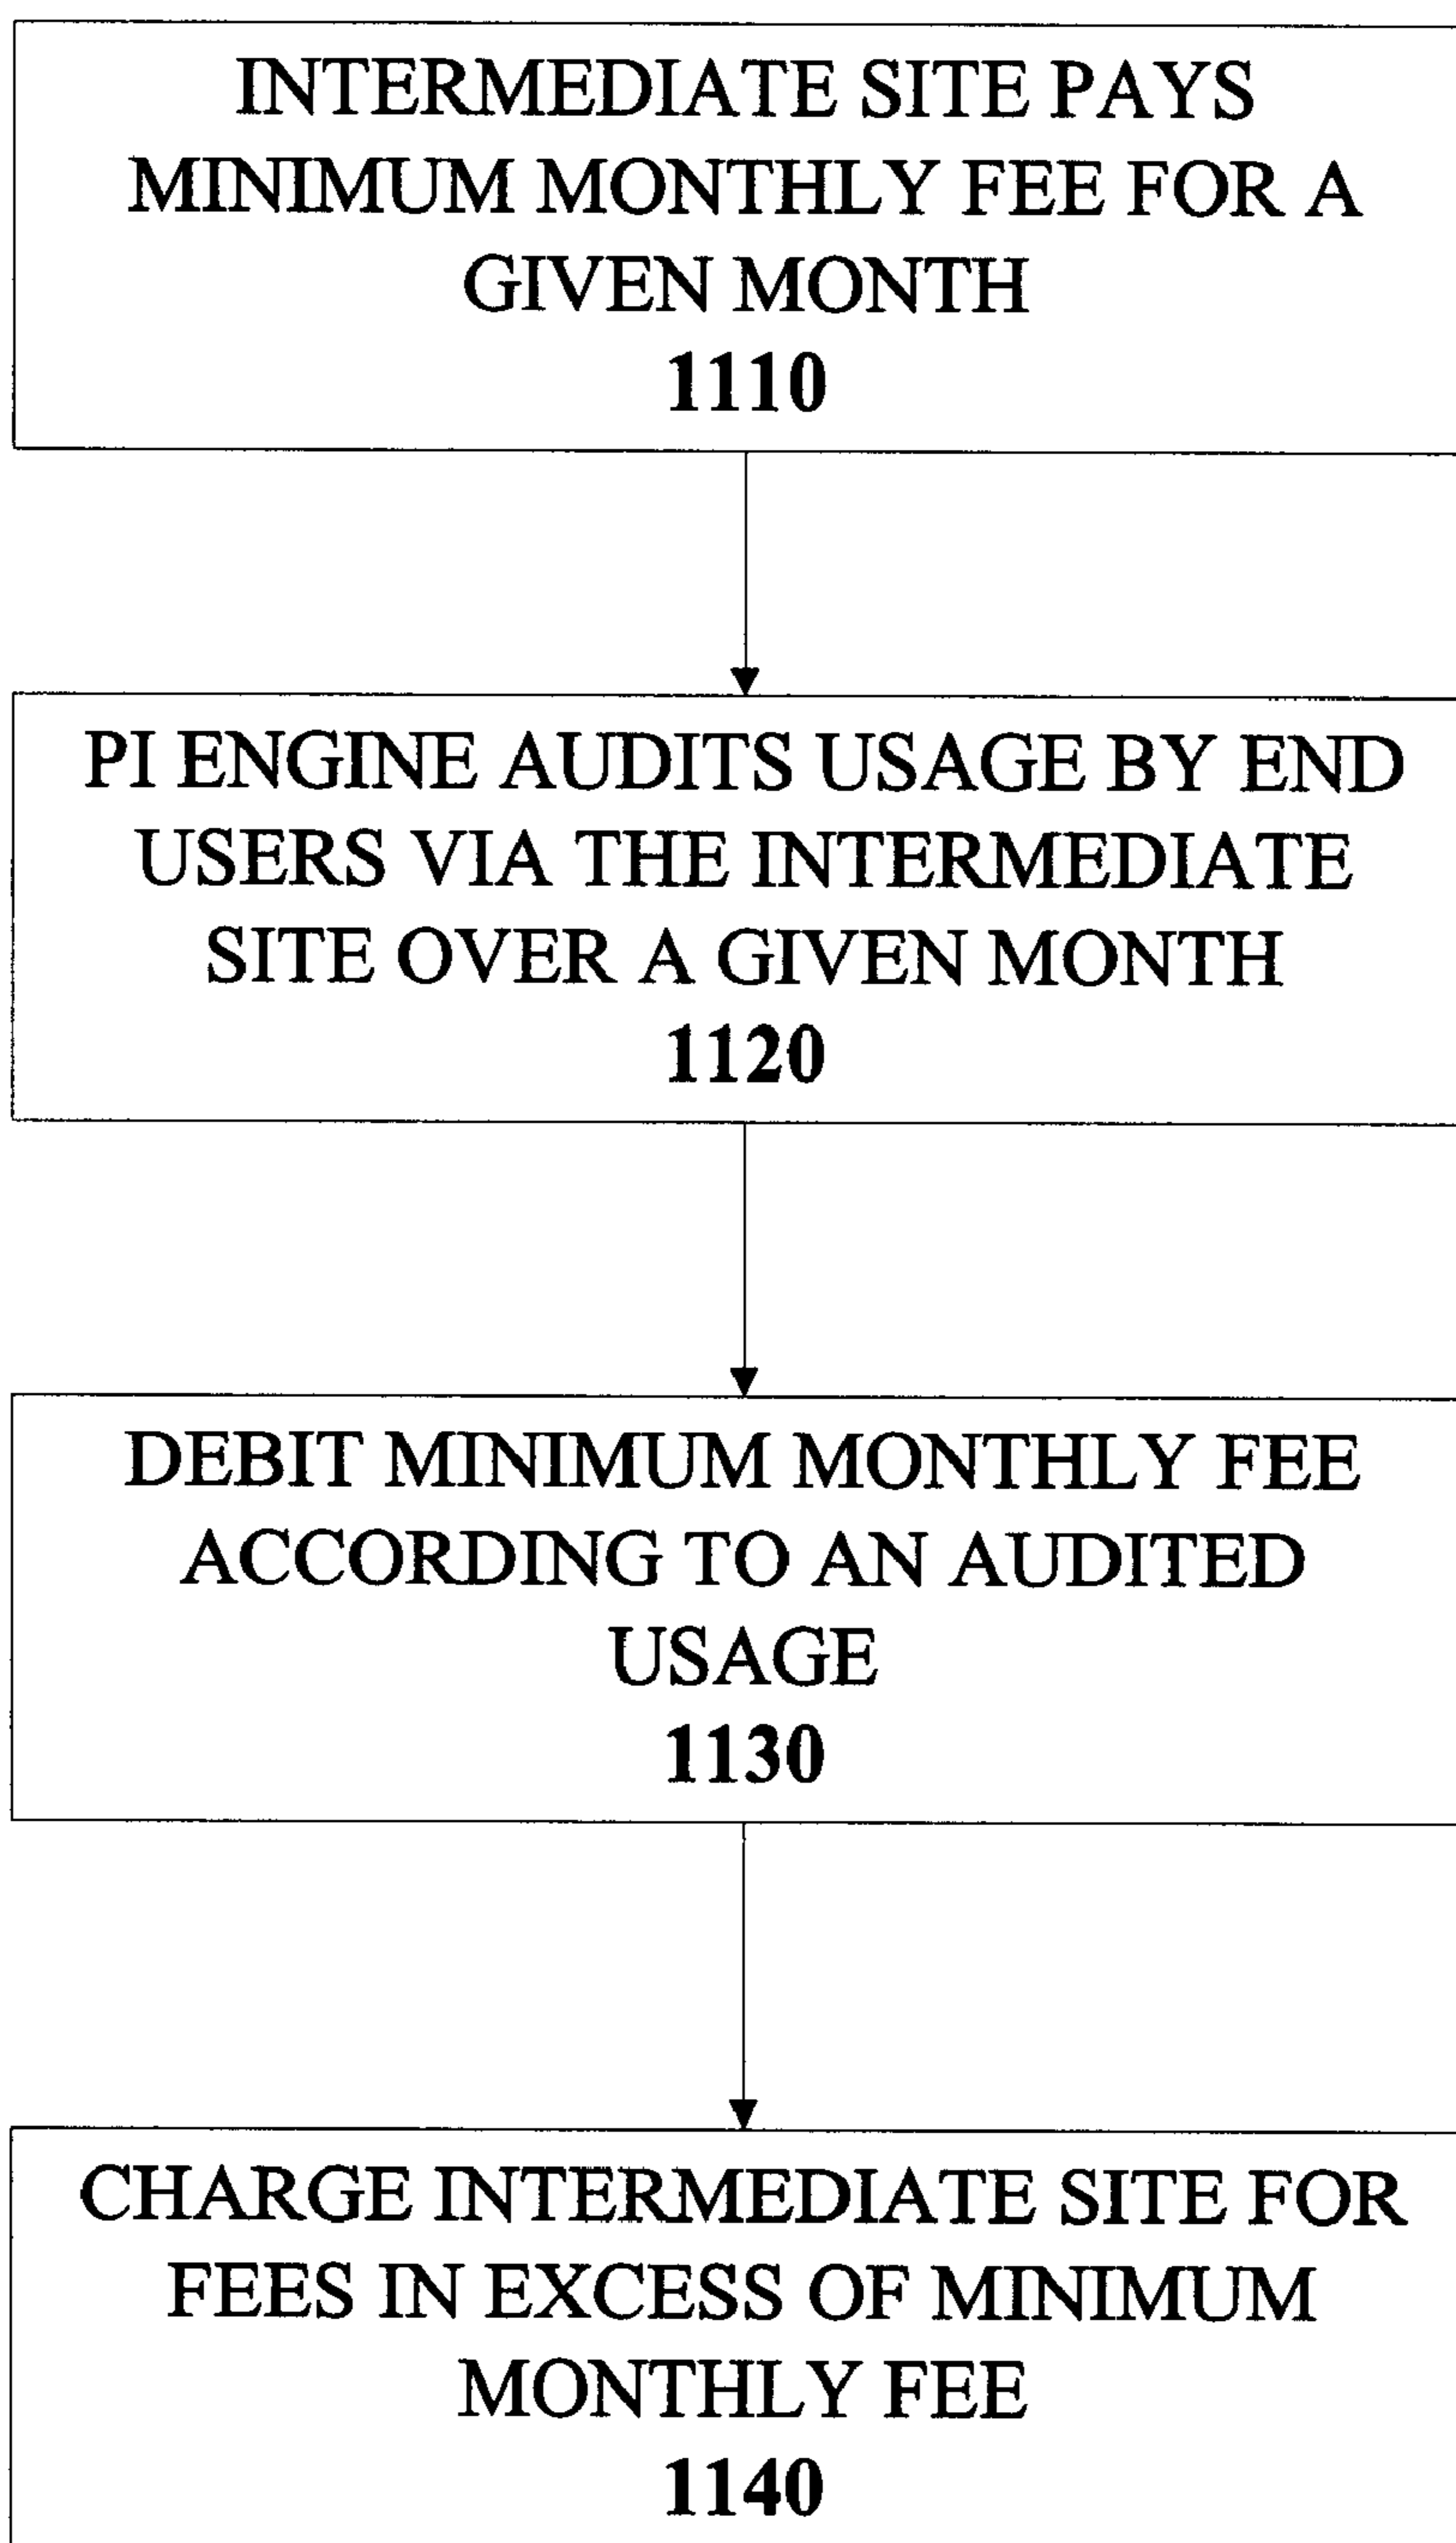 INTERMEDIATE SITE PAYS
MINIMUM MONTHLY FEE FOR A
GIVEN MONTH
1110
PI ENGINE AUDITS USAGE BY END
USERS VIA THE INTERMEDIATE
SITE OVER A GIVEN MONTH
1120
DEBIT MINIMUM MONTHLY FEE
ACCORDING TO AN AUDITED
USAGE
1130
CHARGE INTERMEDIATE SITE FOR
FEES IN EXCESS OF MINIMUM
MONTHLY FEE
1140